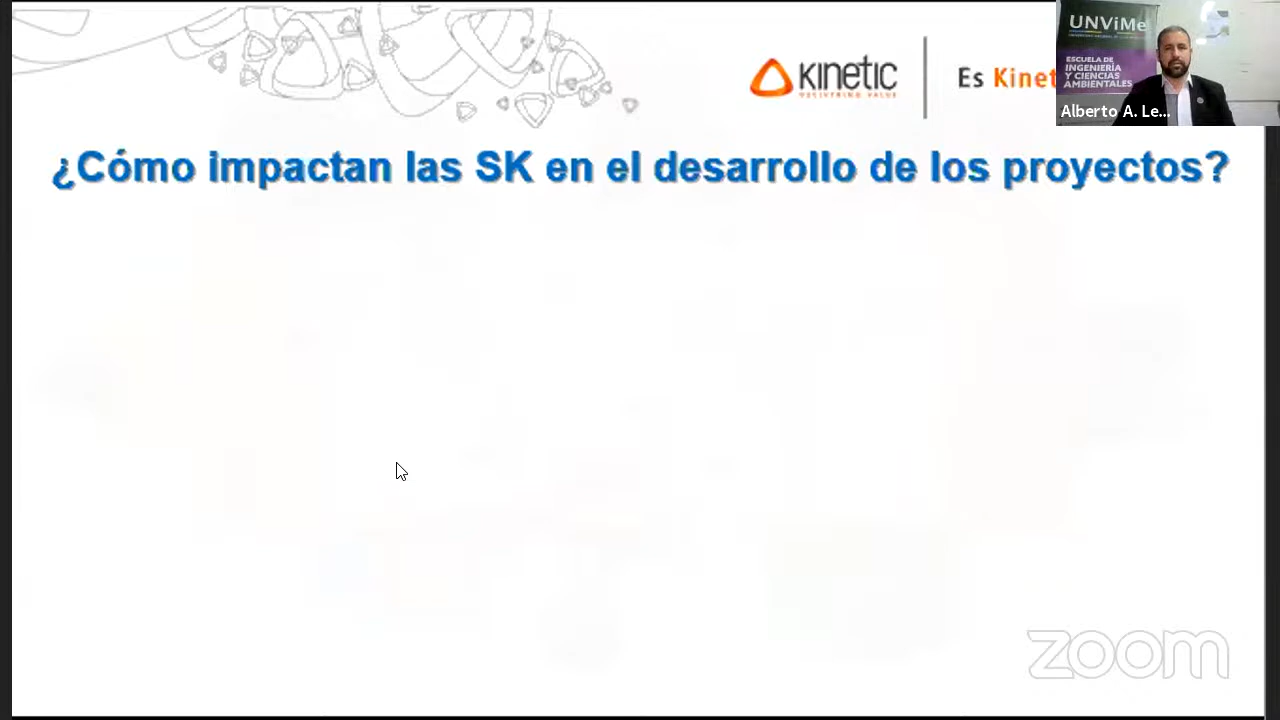 KINETIC
DELIVERING VALUE
Es Kinet
UNViMe
ESCUELA DE
INGENIERÍA
Y CIENCIAS
AMBIENTALES
Alberto A. Le...
¿Cómo impactan las SK en el desarrollo de los proyectos?
zoom